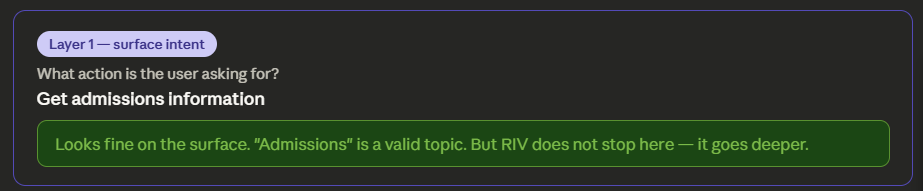 Layer 1 — surface intent
What action is the user asking for?
Get admissions information
Looks fine on the surface. "Admissions" is a valid topic. But RIV does not stop here — it goes deeper.